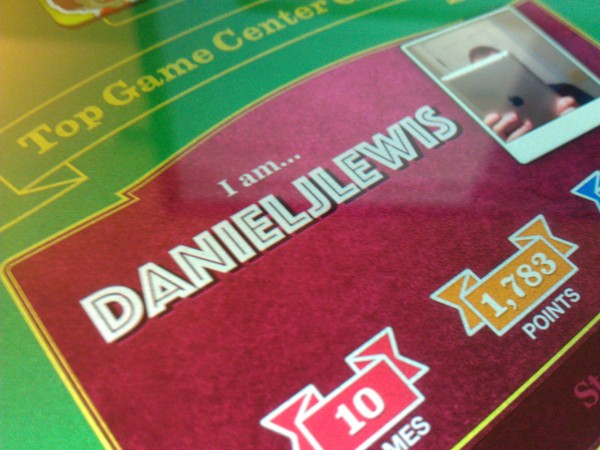 Top Game Center
I am...
DANIELJLEWIS
1,783
POINTS
10